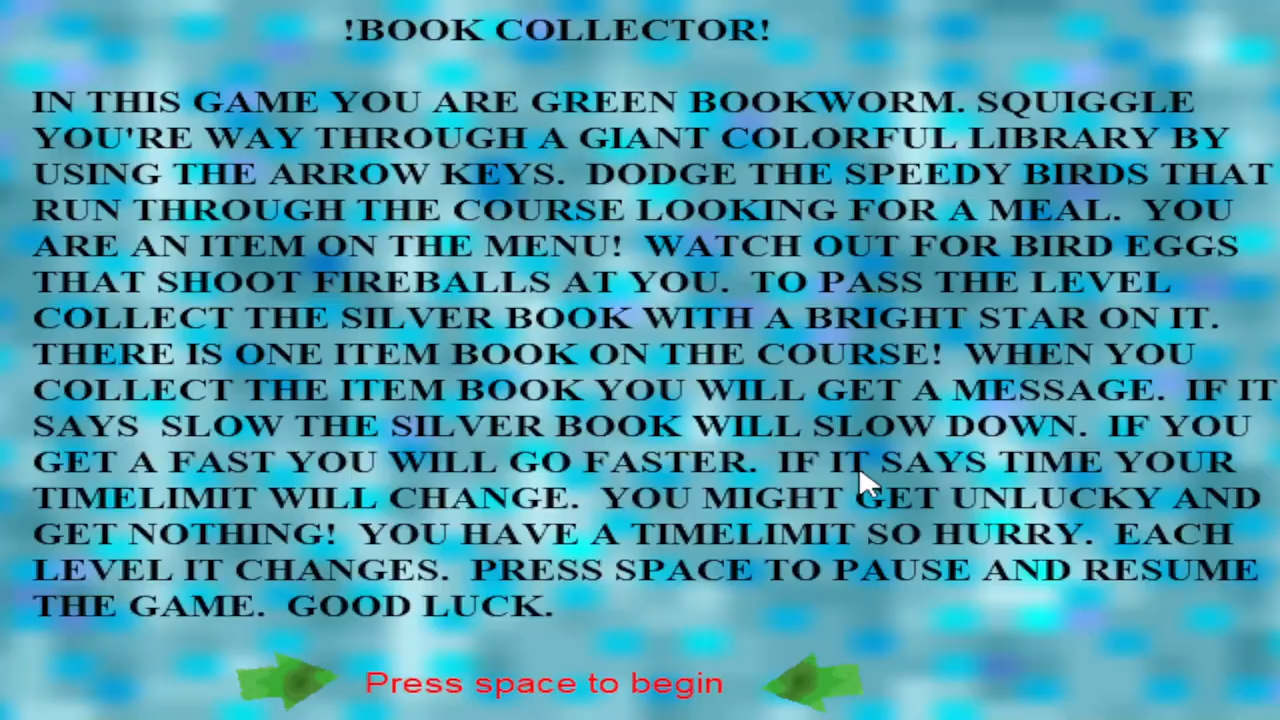 !BOOK COLLECTOR!
IN THIS GAME YOU ARE GREEN BOOKWORM. SQUIGGLE
YOU'RE WAY THROUGH A GIANT COLORFUL LIBRARY BY
USING THE ARROW KEYS.  DODGE THE SPEEDY BIRDS THAT
RUN THROUGH THE COURSE LOOKING FOR A MEAL.  YOU
ARE AN ITEM ON THE MENU!  WATCH OUT FOR BIRD EGGS
THAT SHOOT FIREBALLS AT YOU.  TO PASS THE LEVEL
COLLECT THE SILVER BOOK WITH A BRIGHT STAR ON IT.
THERE IS ONE ITEM BOOK ON THE COURSE!  WHEN YOU
COLLECT THE ITEM BOOK YOU WILL GET A MESSAGE.  IF IT
SAYS  SLOW THE SILVER BOOK WILL SLOW DOWN.  IF YOU
GET A FAST YOU WILL GO FASTER.  IF IT SAYS TIME YOUR
TIMELIMIT WILL CHANGE.  YOU MIGHT GET UNLUCKY AND
GET NOTHING!  YOU HAVE A TIMELIMIT SO HURRY.  EACH
LEVEL IT CHANGES.  PRESS SPACE TO PAUSE AND RESUME
THE GAME.  GOOD LUCK.
Press space to begin